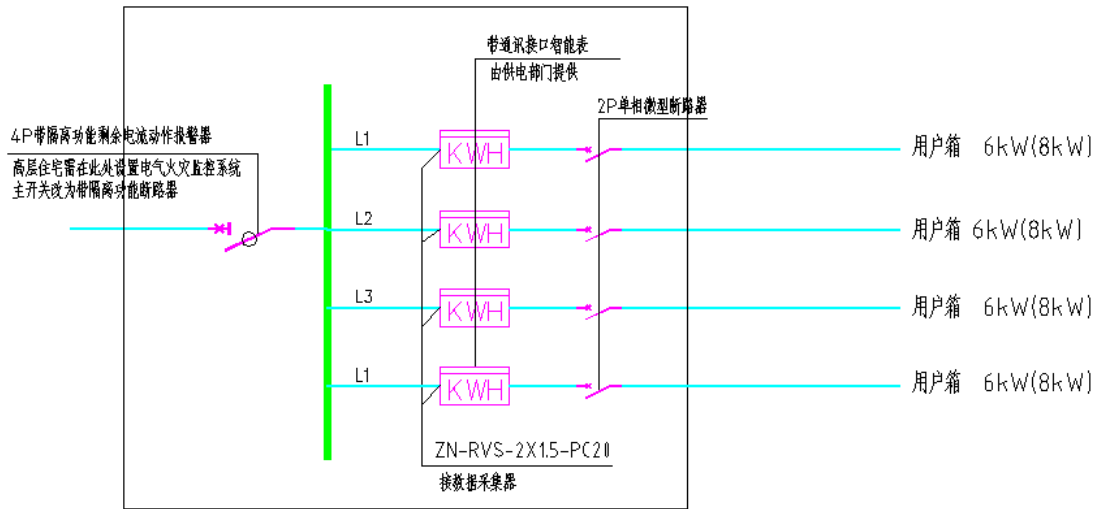 带通讯接口智能表
由供电部门提供
2P单相微型断路器
4P带隔离功能剩余电流动作报警器
高层住宅需在此处设置电气火灾监控系统
主开关改为带隔离功能断路器
L1
KWH
用户箱 6kW(8kW)
L2
KWH
用户箱 6kW(8kW)
L3
KWH
用户箱 6kW(8kW)
L1
KWH
用户箱 6kW(8kW)
ZN-RVS-2X1.5-PC20
接数据采集器